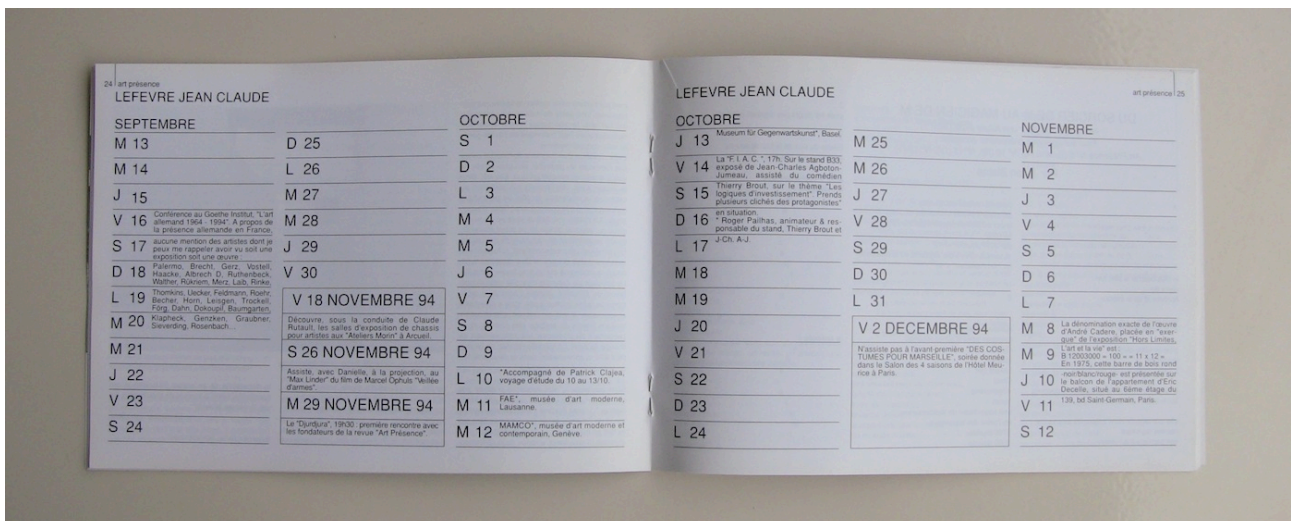 24 art présence
LEFEVRE JEAN CLAUDE
SEPTEMBRE
M 13
M 14
J 15
V 16 Conférence au Goethe Institut, "L'art
allemand 1964 - 1994". A propos de
la présence allemande en France,
S 17 aucune mention des artistes dont je
peux me rappeler avoir vu soit une
exposition soit une œuvre :
D 18 Palermo, Brecht, Gerz, Vostell,
Haacke, Albrech D, Ruthenbeck,
Walther, Rükriem, Merz, Laib, Rinke,
L 19 Thomkins, Uecker, Feldmann, Roehr,
Becher, Horn, Leisgen, Trockell,
Förg, Dahn, Dokoupil, Baumgarten,
M 20 Klapheck, Genzken, Graubner,
Sieverding, Rosenbach...
M 21
J 22
V 23
S 24
D 25
L 26
M 27
M 28
J 29
V 30
V 18 NOVEMBRE 94
Découvre, sous la conduite de Claude
Rutault, les salles d'exposition de chassis
pour artistes aux "Ateliers Morin" à Arcueil.
S 26 NOVEMBRE 94
Assiste, avec Danielle, à la projection, au
"Max Linder" du film de Marcel Ophuls "Veillée
d'armes".
M 29 NOVEMBRE 94
Le "Djurdjura", 19h30 : première rencontre avec
les fondateurs de la revue "Art Présence".
OCTOBRE
S 1
D 2
L 3
M 4
M 5
J 6
V 7
S 8
D 9
L 10 "Accompagné de Patrick Clajea,
voyage d'étude du 10 au 13/10.
M 11 FAE", musée d'art moderne,
Lausanne.
M 12 MAMCO", musée d'art moderne et
contemporain, Genève.
LEFEVRE JEAN CLAUDE
art présence 25
OCTOBRE
J 13 Museum für Gegenwartskunst", Basel.
V 14 La "F. I. A. C. ", 17h. Sur le stand B33,
exposé de Jean-Charles Agboton-
Jumeau, assisté du comédien
S 15 Thierry Brout, sur le thème "Les
logiques d'investissement". Prends
plusieurs clichés des protagonistes"
D 16 en situation.
" Roger Pailhas, animateur & res-
ponsable du stand, Thierry Brout et
L 17 J-Ch. A-J.
M 18
M 19
J 20
V 21
S 22
D 23
L 24
M 25
M 26
J 27
V 28
S 29
D 30
L 31
V 2 DECEMBRE 94
N'assiste pas à l'avant-première "DES COS-
TUMES POUR MARSEILLE", soirée donnée
dans le Salon des 4 saisons de l'Hôtel Meu-
rice à Paris.
NOVEMBRE
M 1
M 2
J 3
V 4
S 5
D 6
L 7
M 8 La dénomination exacte de l'œuvre
d'André Cadere, placée en "exer-
gue" de l'exposition "Hors Limites,
M 9 L'art et la vie" est :
B 12003000 = 100 = = 11 x 12 =
En 1975, cette barre de bois rond
J 10 -noir/blanc/rouge- est présentée sur
le balcon de l'appartement d'Eric
Decelle, situé au 6ème étage du
V 11 139, bd Saint-Germain, Paris.
S 12